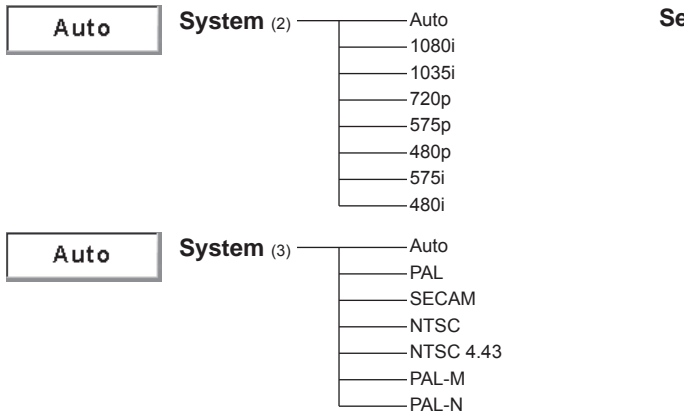 Auto
System (2)
Auto
1080i
1035i
720p
575p
480p
575i
480i
Auto
System (3)
Auto
PAL
SECAM
NTSC
NTSC 4.43
PAL-M
PAL-N